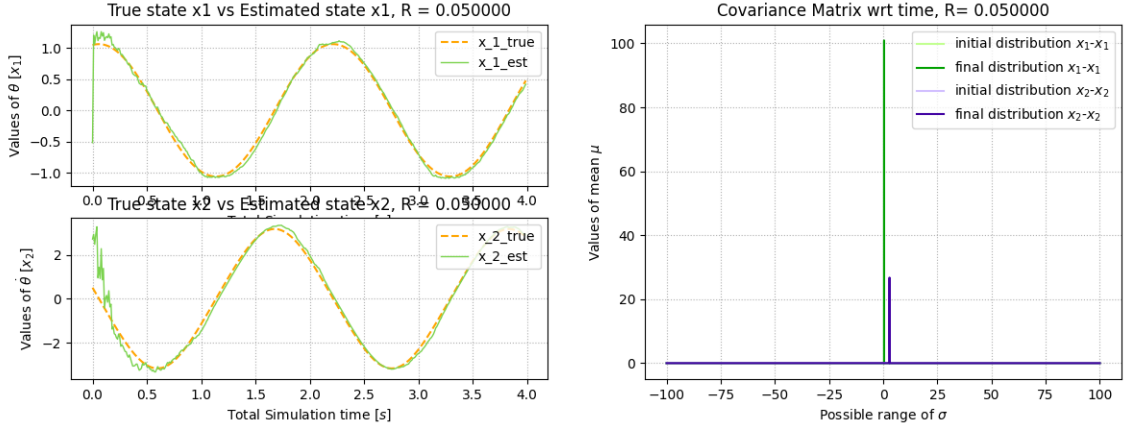 True state x1 vs Estimated state x1, R = 0.050000
Values of θ [x₁]
1.0
0.5
0.0
−0.5
−1.0
x_1_true
x_1_est
0.0 0.5 1.0 1.5 2.0 2.5 3.0 3.5 4.0
Total Simulation time [s]
True state x2 vs Estimated state x2, R = 0.050000
Values of θ̇ [x₂]
2
0
−2
x_2_true
x_2_est
0.0 0.5 1.0 1.5 2.0 2.5 3.0 3.5 4.0
Total Simulation time [s]
Covariance Matrix wrt time, R= 0.050000
Values of mean μ
100
80
60
40
20
0
initial distribution x₁-x₁
final distribution x₁-x₁
initial distribution x₂-x₂
final distribution x₂-x₂
−100 −75 −50 −25 0 25 50 75 100
Possible range of σ